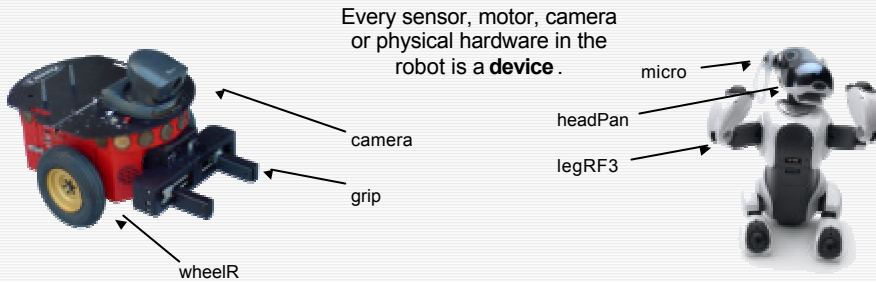 Every sensor, motor, camera
or physical hardware in the
robot is a device .
camera
grip
wheelR
micro
headPan
legRF3